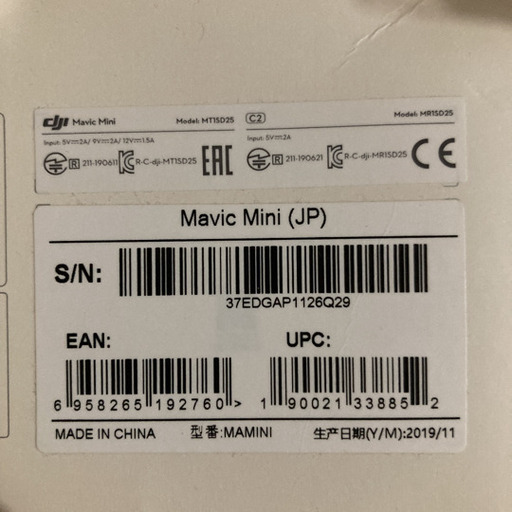 dji Mavic Mini Model: MT1SD25
Input: 5V⎓2A/ 9V⎓2A/ 12V⎓1.5A
R 211-190611 R-C-dji-MT1SD25 EAC
C2 Model: MR1SD25
Input: 5V⎓2A
R 211-190621 R-C-dji-MR1SD25 CE
Mavic Mini (JP)
S/N:
37EDGAP1126Q29
EAN: UPC:
6 958265 192760> 1 90021 33885 2
MADE IN CHINA 型番:MAMINI 生产日期(Y/M):2019/11